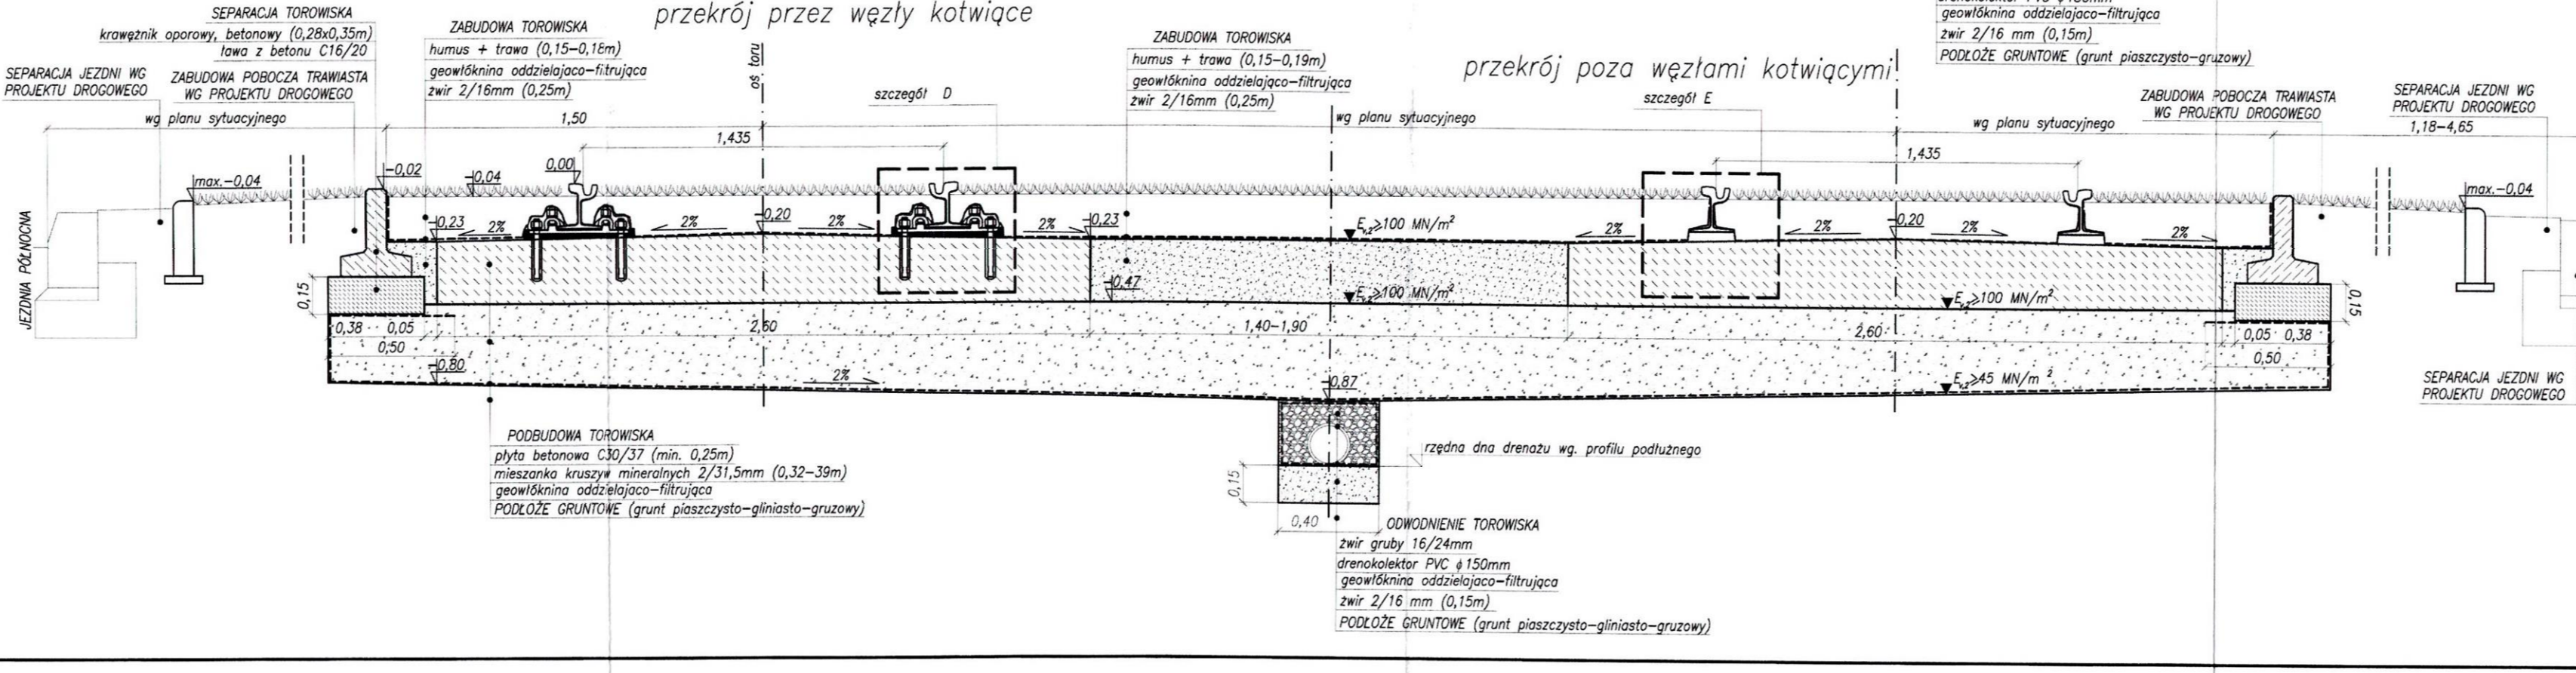 przekrój przez węzły kotwiące
przekrój poza węzłami kotwiącymi
SEPARACJA TOROWISKA
krawężnik oporowy, betonowy (0,28x0,35m)
ława z betonu C16/20
SEPARACJA JEZDNI WG
PROJEKTU DROGOWEGO
ZABUDOWA POBOCZA TRAWIASTA
WG PROJEKTU DROGOWEGO
wg planu sytuacyjnego
ZABUDOWA TOROWISKA
humus + trawa (0,15-0,18m)
geowłóknina oddzielajaco-filtrująca
żwir 2/16mm (0,25m)
oś toru
1,50
1,435
szczegół D
ZABUDOWA TOROWISKA
humus + trawa (0,15-0,19m)
geowłóknina oddzielająco-filtrująca
żwir 2/16mm (0,25m)
wg planu sytuacyjnego
szczegół E
geowłóknina oddzielajaco-filtrująca
żwir 2/16 mm (0,15m)
PODŁOŻE GRUNTOWE (grunt piaszczysto-gruzowy)
wg planu sytuacyjnego
1,435
ZABUDOWA POBOCZA TRAWIASTA
WG PROJEKTU DROGOWEGO
SEPARACJA JEZDNI WG
PROJEKTU DROGOWEGO
1,18-4,65
JEZDNIA PÓŁNOCNA
max.-0,04
-0,02
-0,04
0,00
max.-0,04
-0,23
2%
2%
-0,20
2%
2%
-0,23
Ev2≥100 MN/m²
2%
2%
-0,20
2%
2%
0,15
-0,47
Ev2≥100 MN/m²
Ev2≥100 MN/m²
0,15
0,38
0,05
2,60
1,40-1,90
2,60
0,05
0,38
0,50
0,50
-0,80
2%
-0,87
Ev2≥45 MN/m²
SEPARACJA JEZDNI WG
PROJEKTU DROGOWEGO
PODBUDOWA TOROWISKA
płyta betonowa C30/37 (min. 0,25m)
mieszanka kruszyw mineralnych 2/31,5mm (0,32-39m)
geowłóknina oddzielajaco-filtrująca
PODŁOŻE GRUNTOWE (grunt piaszczysto-gliniasto-gruzowy)
rzędna dna drenażu wg. profilu podłużnego
0,15
0,40
ODWODNIENIE TOROWISKA
żwir gruby 16/24mm
drenokolektor PVC ϕ150mm
geowłóknina oddzielajaco-filtrująca
żwir 2/16 mm (0,15m)
PODŁOŻE GRUNTOWE (grunt piaszczysto-gliniasto-gruzowy)